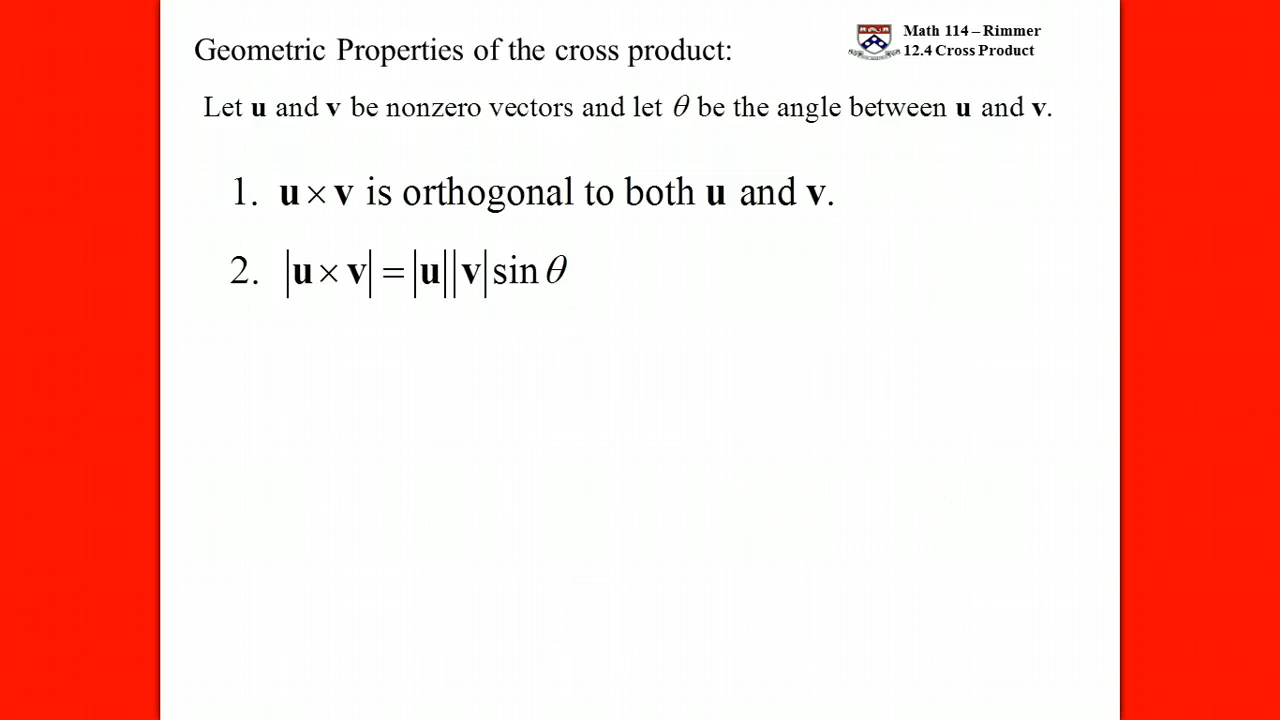 Geometric Properties of the cross product:
Math 114 – Rimmer
12.4 Cross Product
Let u and v be nonzero vectors and let θ be the angle between u and v.
1. u × v is orthogonal to both u and v.
2. |u × v| = |u||v| sin θ